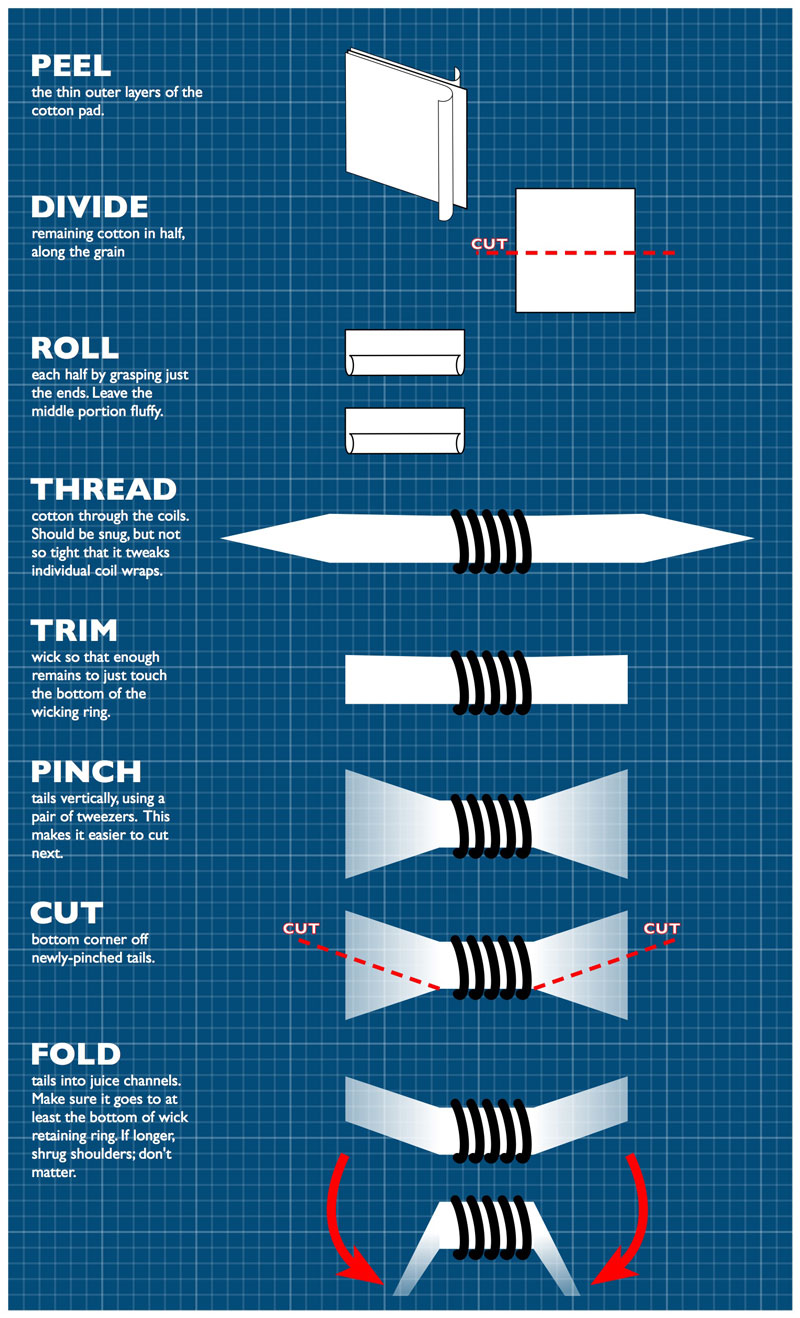 PEEL
the thin outer layers of the
cotton pad.
DIVIDE
remaining cotton in half,
along the grain
CUT
ROLL
each half by grasping just
the ends. Leave the
middle portion fluffy.
THREAD
cotton through the coils.
Should be snug, but not
so tight that it tweaks
individual coil wraps.
TRIM
wick so that enough
remains to just touch
the bottom of the
wicking ring.
PINCH
tails vertically, using a
pair of tweezers. This
makes it easier to cut
next.
CUT
bottom corner off
newly-pinched tails.
CUT
CUT
FOLD
tails into juice channels.
Make sure it goes to at
least the bottom of wick
retaining ring. If longer,
shrug shoulders; don't
matter.